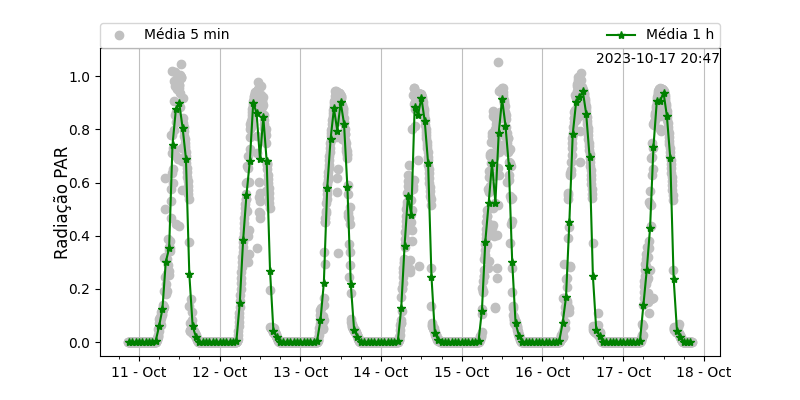 Média 5 min
Média 1 h
2023-10-17 20:47
Radiação PAR
1.0
0.8
0.6
0.4
0.2
0.0
11 - Oct
12 - Oct
13 - Oct
14 - Oct
15 - Oct
16 - Oct
17 - Oct
18 - Oct